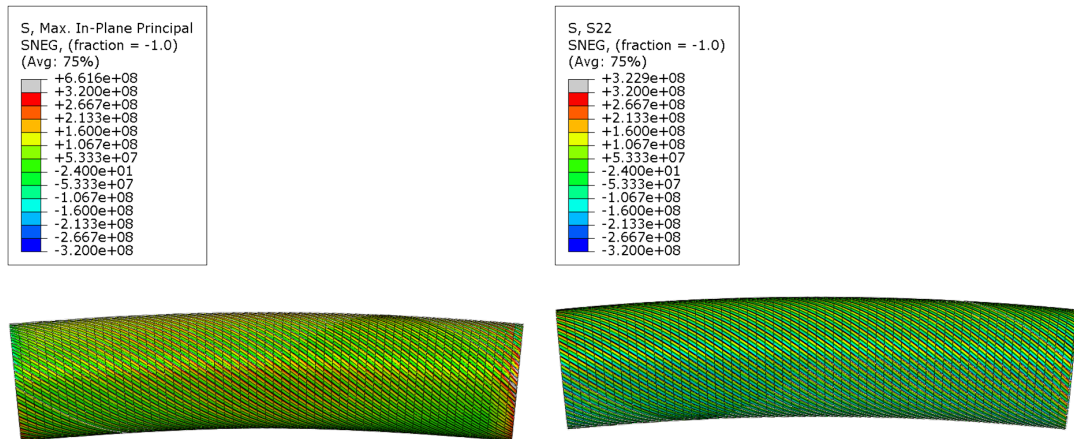 S, Max. In-Plane Principal
SNEG, (fraction = -1.0)
(Avg: 75%)
+6.616e+08
+3.200e+08
+2.667e+08
+2.133e+08
+1.600e+08
+1.067e+08
+5.333e+07
-2.400e+01
-5.333e+07
-1.067e+08
-1.600e+08
-2.133e+08
-2.667e+08
-3.200e+08
S, S22
SNEG, (fraction = -1.0)
(Avg: 75%)
+3.229e+08
+3.200e+08
+2.667e+08
+2.133e+08
+1.600e+08
+1.067e+08
+5.333e+07
-2.400e+01
-5.333e+07
-1.067e+08
-1.600e+08
-2.133e+08
-2.667e+08
-3.200e+08